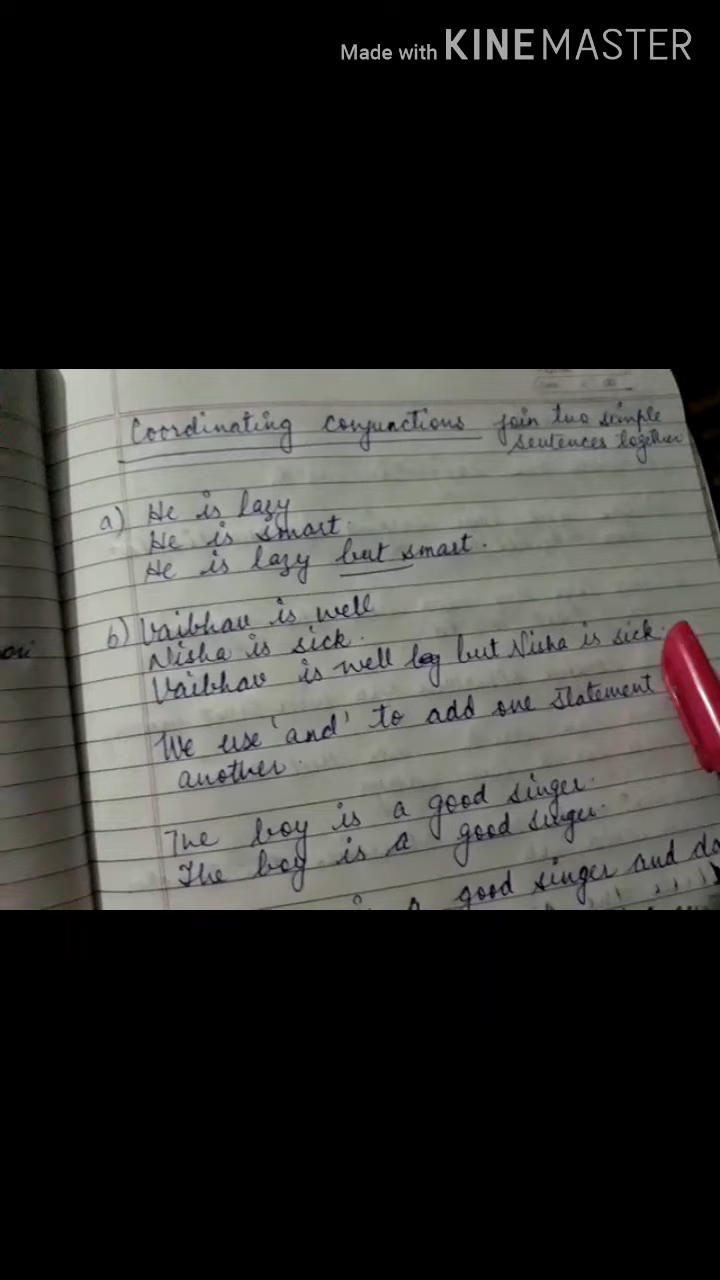 Made with KINEMASTER
Coordinating conjunctions join two simple
sentences together
a) He is lazy
He is smart.
He is lazy but smart.
b) Vaibhav is well
Nisha is sick.
Vaibhav is well but Nisha is sick.
We use 'and' to add one statement
another.
The boy is a good singer.
The boy is a good singer.
a good singer and da